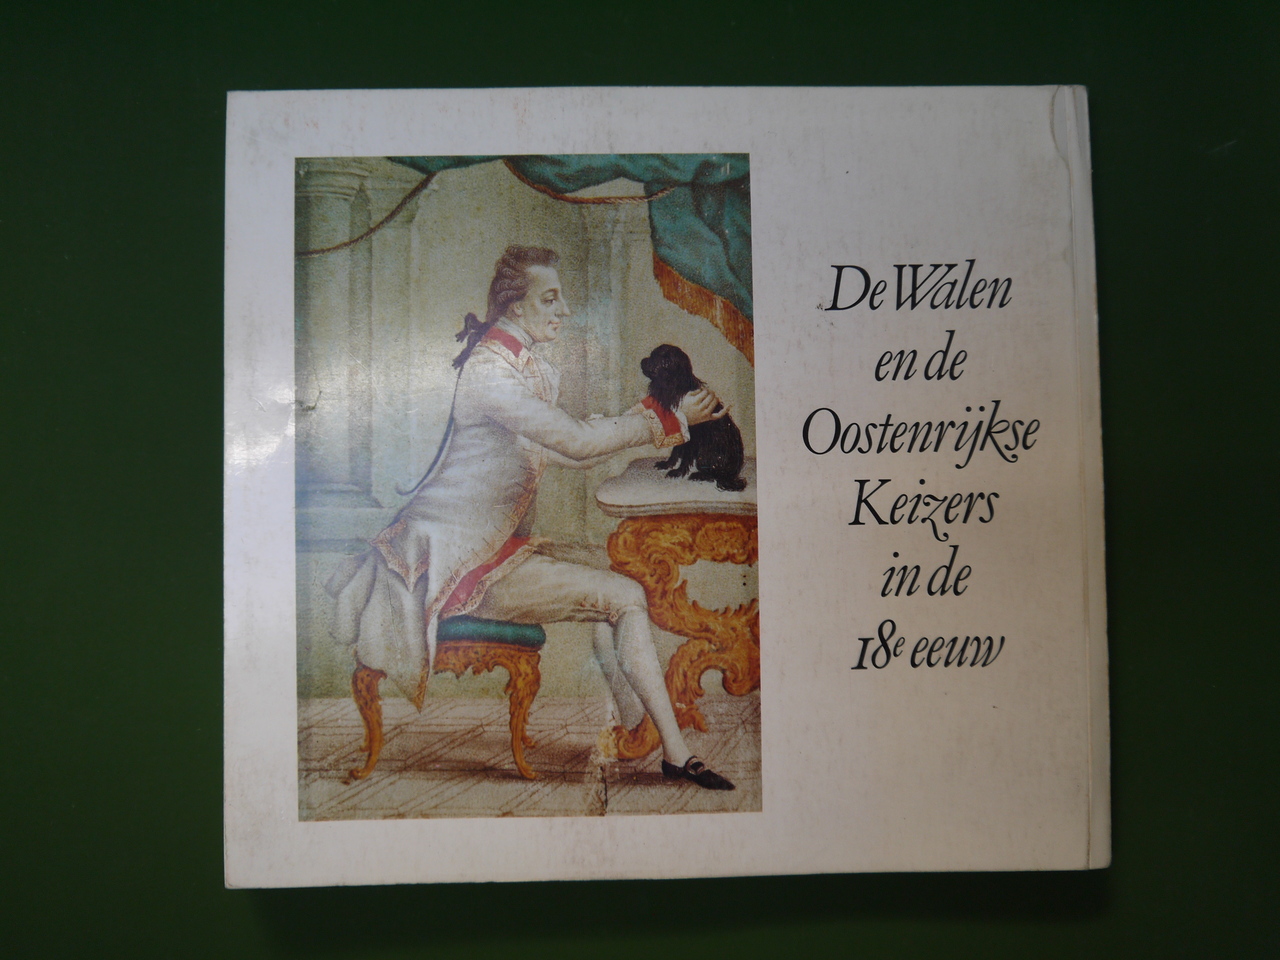 De Walen
en de
Oostenrijkse
Keizers
in de
18e eeuw